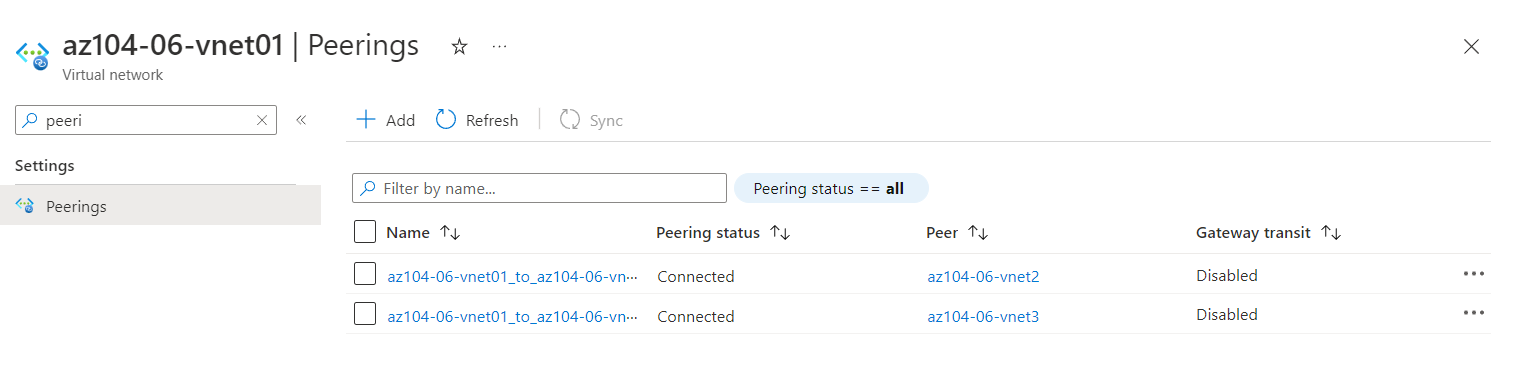 az104-06-vnet01 | Peerings ☆ ···
Virtual network
peeri
Add Refresh Sync
Settings
Filter by name... Peering status == all
Peerings
Name Peering status Peer Gateway transit
az104-06-vnet01_to_az104-06-vn··· Connected az104-06-vnet2 Disabled
az104-06-vnet01_to_az104-06-vn··· Connected az104-06-vnet3 Disabled